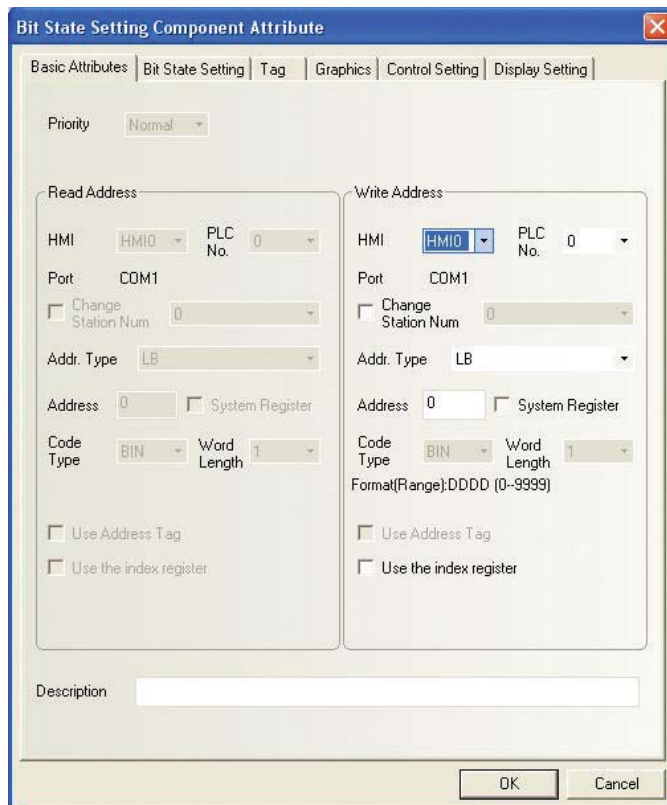 Bit State Setting Component Attribute
Basic Attributes Bit State Setting Tag Graphics Control Setting Display Setting
Priority Normal
Read Address
HMI HMI0 PLC No. 0
Port COM1
Change Station Num 0
Addr. Type LB
Address 0 System Register
Code Type BIN Word Length 1
Use Address Tag
Use the index register
Write Address
HMI HMI0 PLC No. 0
Port COM1
Change Station Num 0
Addr. Type LB
Address 0 System Register
Code Type BIN Word Length 1
Format(Range):DDDD (0--9999)
Use Address Tag
Use the index register
Description
OK Cancel